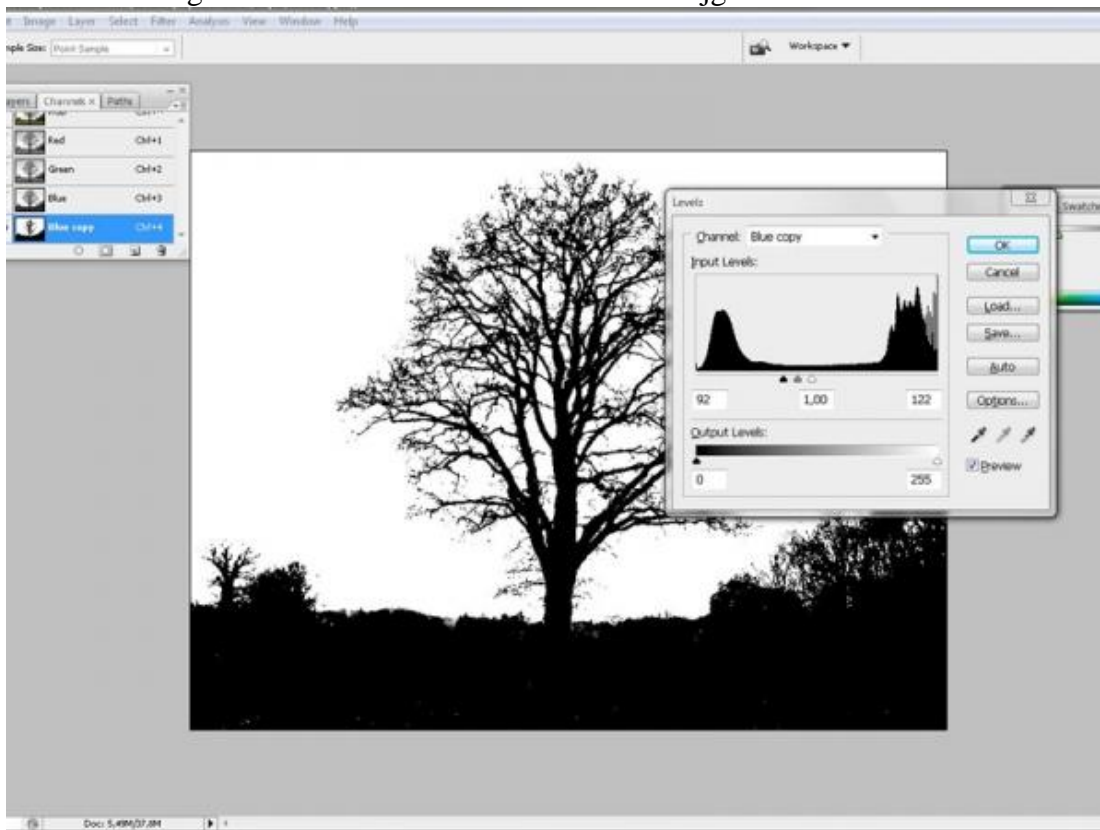 Image Layer Select Filter Analysis View Window Help
Sample Size: Point Sample
Workspace
Channels × Paths
Red Ctrl+1
Green Ctrl+2
Blue Ctrl+3
Blue copy Ctrl+4
Levels
Channel: Blue copy
Input Levels:
92 1,00 122
Output Levels:
0 255
OK
Cancel
Load...
Save...
Auto
Options...
Preview
Swatches
Doc: 5,49M/37,8M